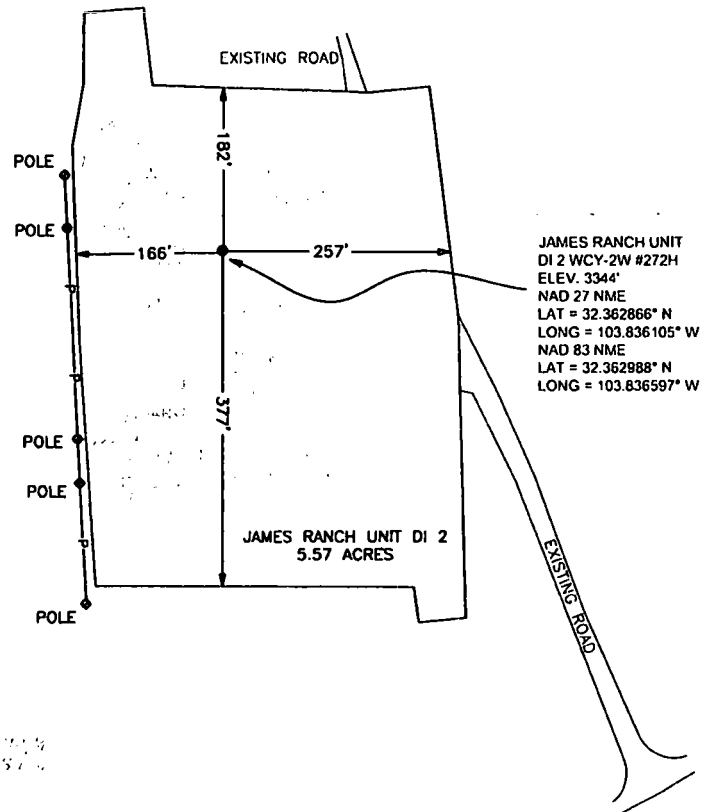 EXISTING ROAD
182'
POLE
POLE
166'
257'
JAMES RANCH UNIT
DI 2 WCY-2W #272H
ELEV. 3344'
NAD 27 NME
LAT = 32.362866° N
LONG = 103.836105° W
NAD 83 NME
LAT = 32.362988° N
LONG = 103.836597° W
P
P
377'
POLE
POLE
JAMES RANCH UNIT DI 2
5.57 ACRES
P
POLE
EXISTING ROAD